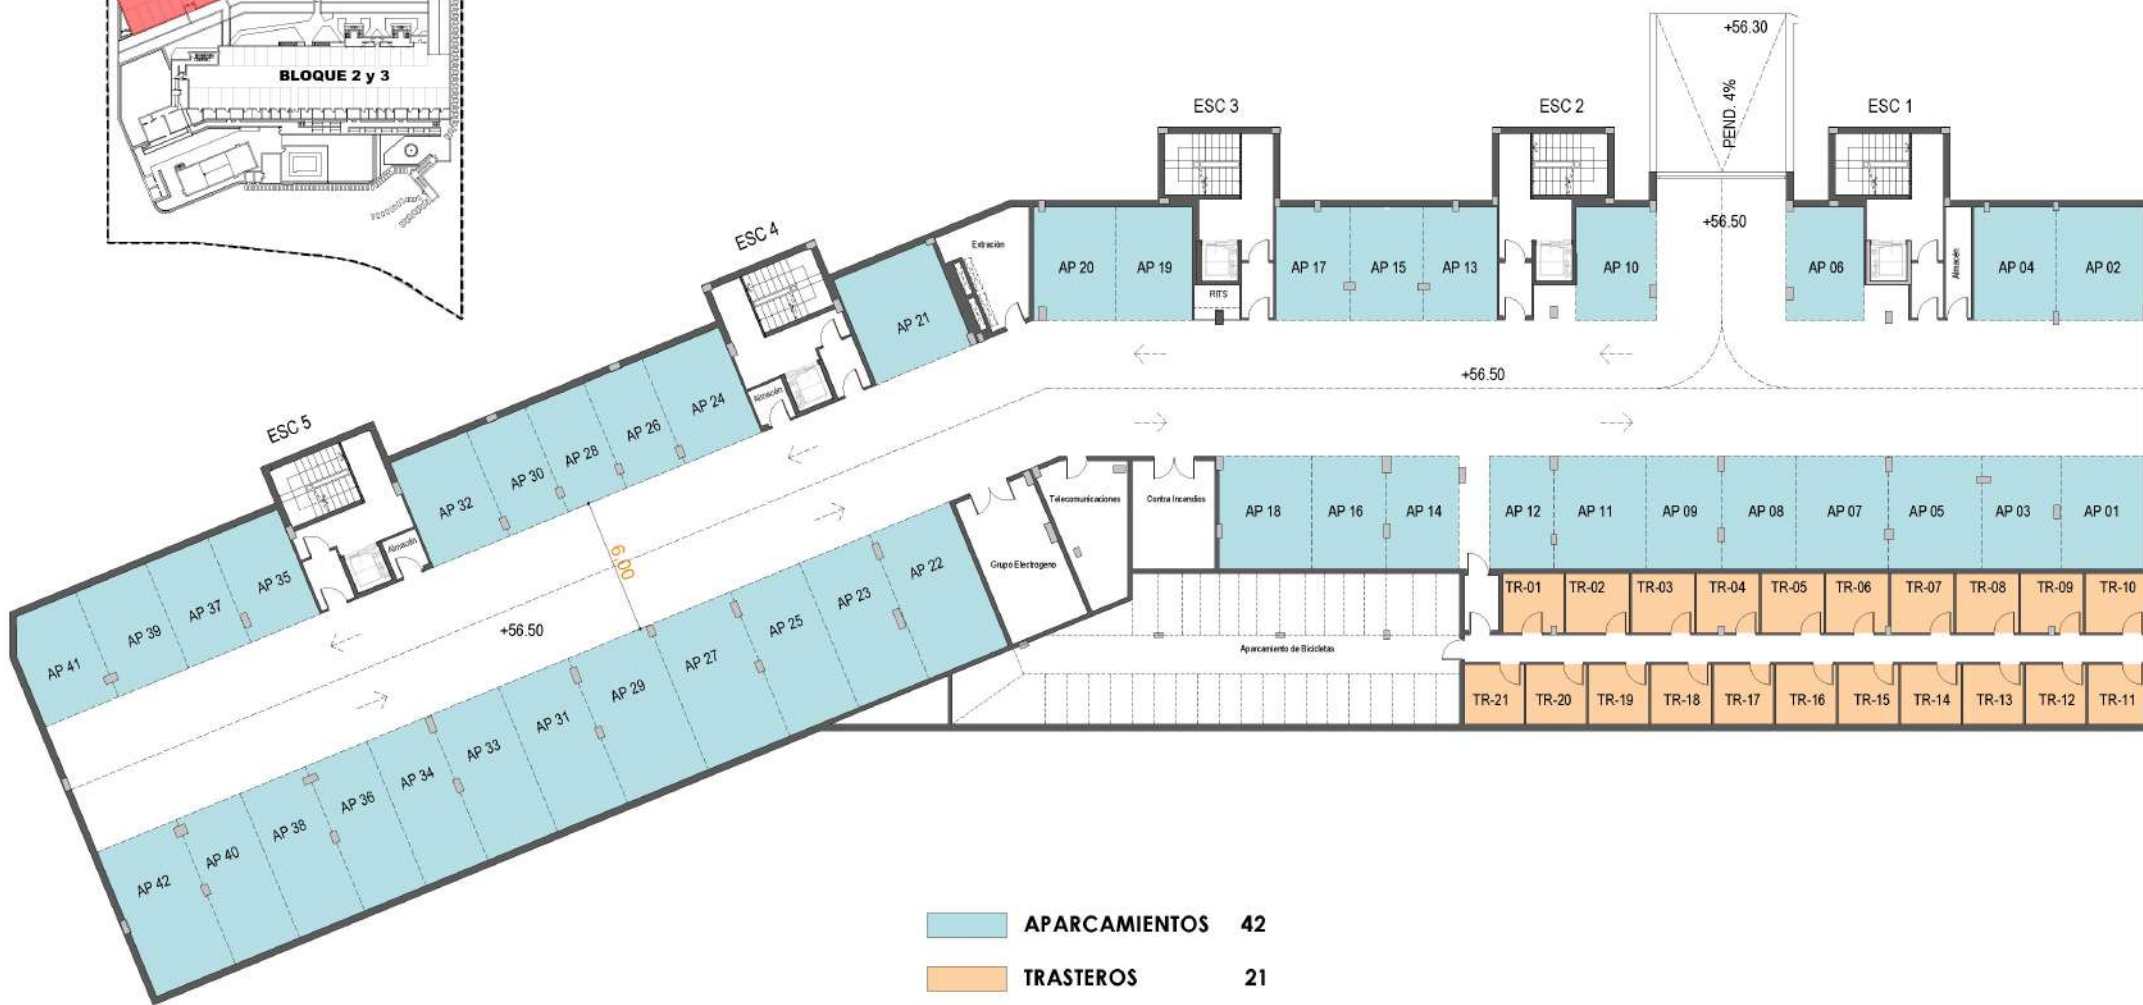 BLOQUE 2 y 3
+56.30
PEND. 4%
ESC 3
ESC 2
ESC 1
+56.50
ESC 4
Extración
AP 20
AP 19
RITS
AP 17
AP 15
AP 13
AP 10
AP 06
Almacén
AP 04
AP 02
AP 21
+56.50
ESC 5
AP 32
AP 30
AP 28
AP 26
AP 24
Almacén
AP 41
AP 39
AP 37
AP 35
Almacén
6.00
+56.50
Grupo Electrogeno
Telecomunicaciones
Contra Incendios
AP 18
AP 16
AP 14
AP 12
AP 11
AP 09
AP 08
AP 07
AP 05
AP 03
AP 01
TR-01
TR-02
TR-03
TR-04
TR-05
TR-06
TR-07
TR-08
TR-09
TR-10
Aparcamiento de Bicicletas
TR-21
TR-20
TR-19
TR-18
TR-17
TR-16
TR-15
TR-14
TR-13
TR-12
TR-11
AP 42
AP 40
AP 38
AP 36
AP 34
AP 33
AP 31
AP 29
AP 27
AP 25
AP 23
AP 22
APARCAMIENTOS 42
TRASTEROS 21